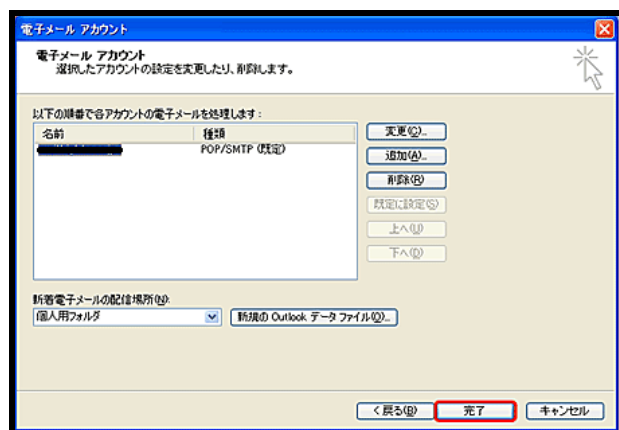 電子メール アカウント
電子メール アカウント
選択したアカウントの設定を変更したり、削除します。
以下の順番で各アカウントの電子メールを処理します:
名前 種類
POP/SMTP (既定)
変更(C)...
追加(A)...
削除(R)
既定に設定(S)
上へ(U)
下へ(D)
新着電子メールの配信場所(N):
個人用フォルダ
新規の Outlook データ ファイル(O)...
< 戻る(B)
完了
キャンセル